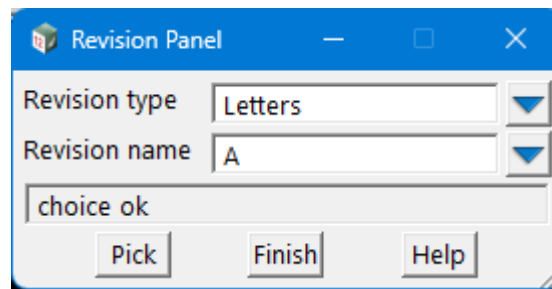 Revision Panel
Revision type Letters
Revision name A
choice ok
Pick Finish Help